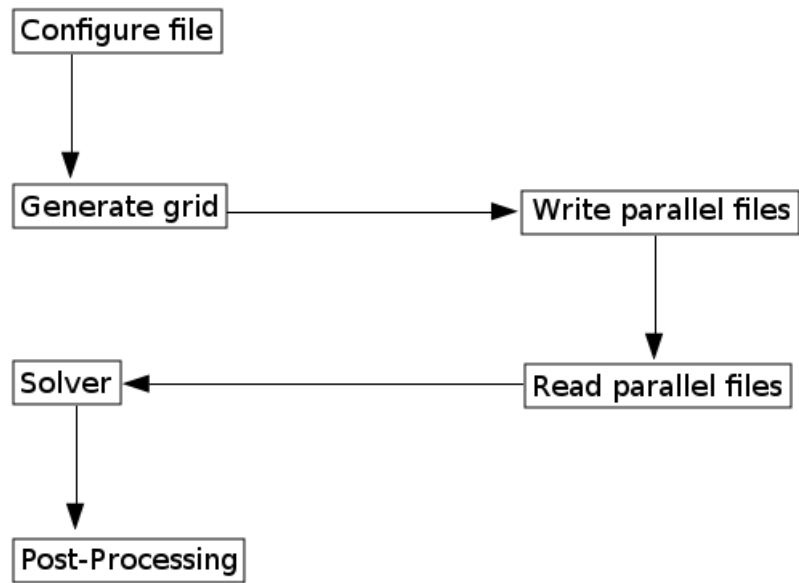 Configure file
Generate grid
Write parallel files
Read parallel files
Solver
Post-Processing